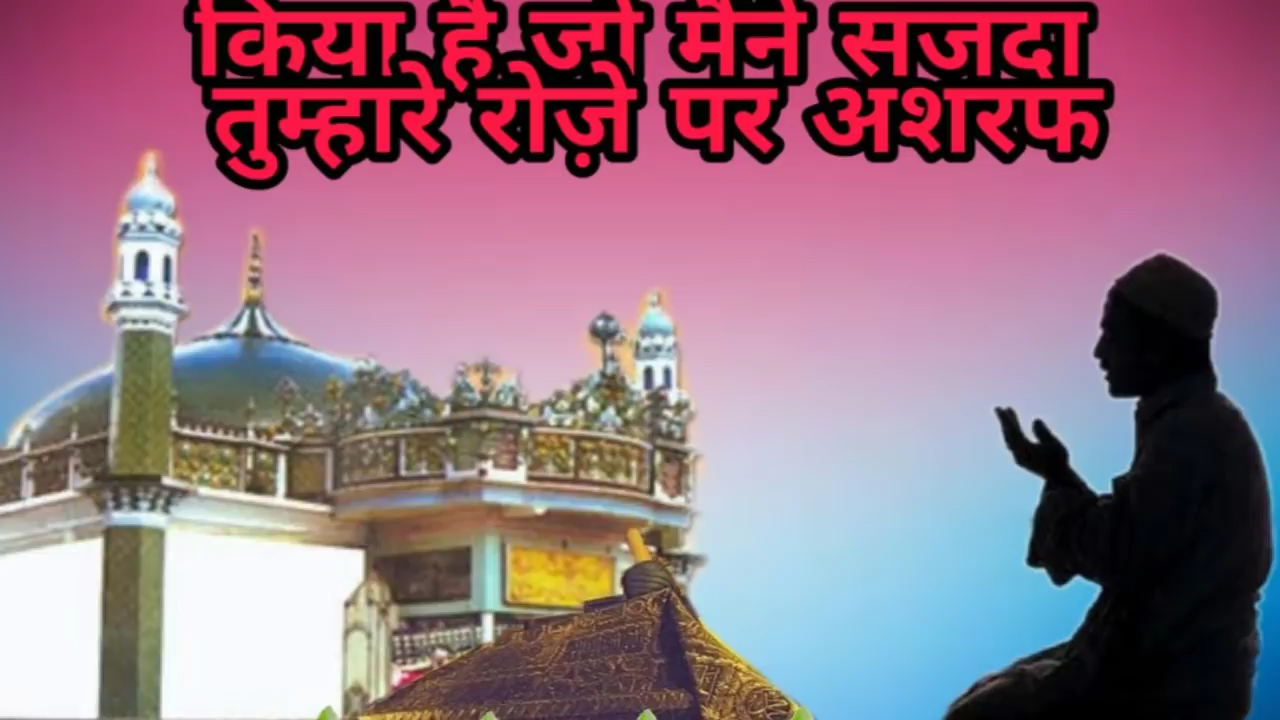 किया है जो मैने सजदा
तुम्हारे रोज़े पर अशरफ